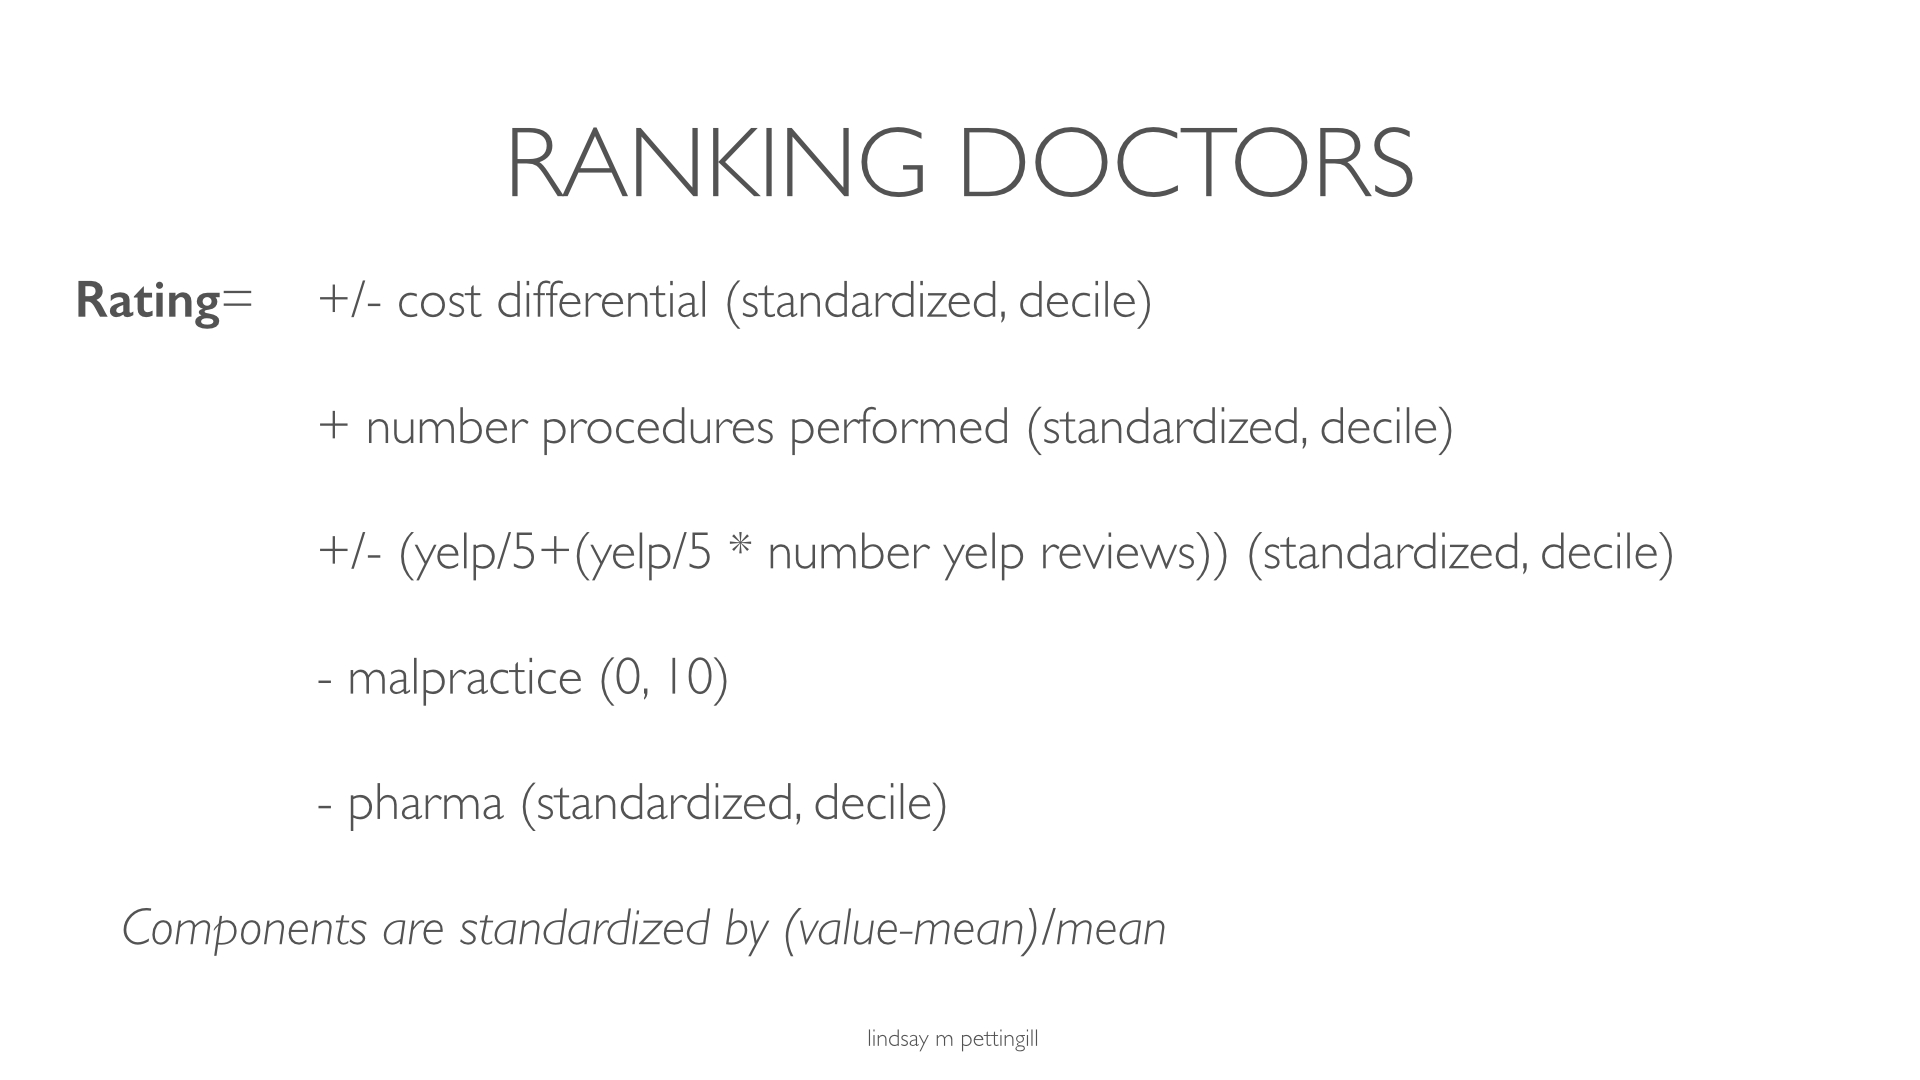 RANKING DOCTORS
Rating= +/- cost differential (standardized, decile)
+ number procedures performed (standardized, decile)
+/- (yelp/5+(yelp/5 * number yelp reviews)) (standardized, decile)
- malpractice (0, 10)
- pharma (standardized, decile)
Components are standardized by (value-mean)/mean
lindsay m pettingill